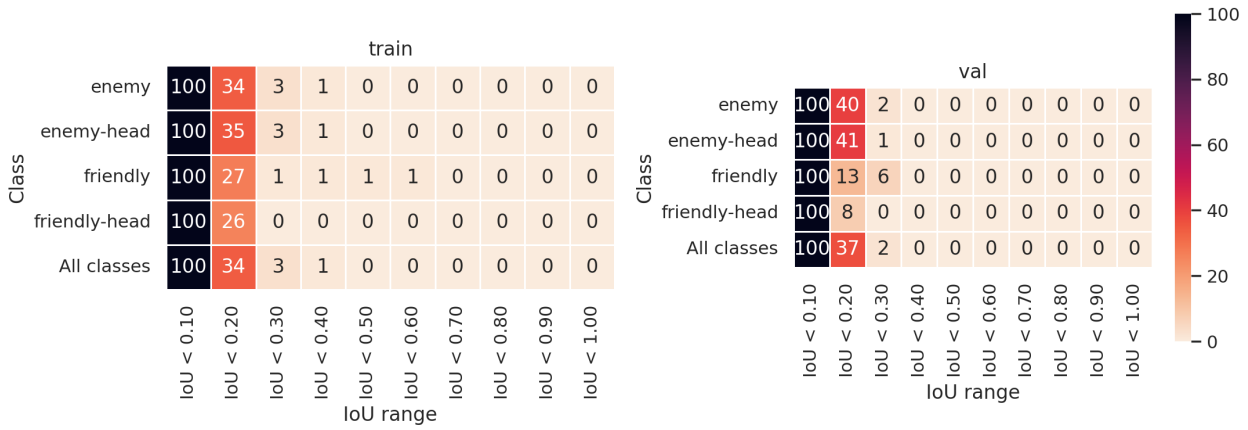 train
enemy 100 34 3 1 0 0 0 0 0 0
enemy-head 100 35 3 1 0 0 0 0 0 0
friendly 100 27 1 1 1 1 0 0 0 0
friendly-head 100 26 0 0 0 0 0 0 0 0
All classes 100 34 3 1 0 0 0 0 0 0
Class
IoU < 0.10
IoU < 0.20
IoU < 0.30
IoU < 0.40
IoU < 0.50
IoU < 0.60
IoU < 0.70
IoU < 0.80
IoU < 0.90
IoU < 1.00
IoU range
val
enemy 100 40 2 0 0 0 0 0 0 0
enemy-head 100 41 1 0 0 0 0 0 0 0
friendly 100 13 6 0 0 0 0 0 0 0
friendly-head 100 8 0 0 0 0 0 0 0 0
All classes 100 37 2 0 0 0 0 0 0 0
Class
IoU < 0.10
IoU < 0.20
IoU < 0.30
IoU < 0.40
IoU < 0.50
IoU < 0.60
IoU < 0.70
IoU < 0.80
IoU < 0.90
IoU < 1.00
IoU range
100
80
60
40
20
0